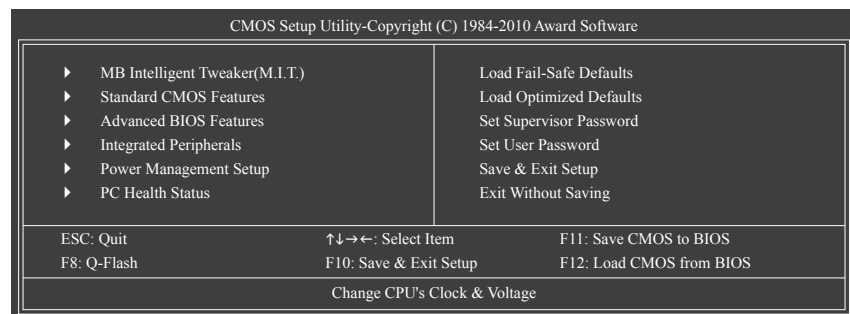 CMOS Setup Utility-Copyright (C) 1984-2010 Award Software
MB Intelligent Tweaker(M.I.T.)
Standard CMOS Features
Advanced BIOS Features
Integrated Peripherals
Power Management Setup
PC Health Status
Load Fail-Safe Defaults
Load Optimized Defaults
Set Supervisor Password
Set User Password
Save & Exit Setup
Exit Without Saving
ESC: Quit ↑↓→←: Select Item F11: Save CMOS to BIOS
F8: Q-Flash F10: Save & Exit Setup F12: Load CMOS from BIOS
Change CPU's Clock & Voltage